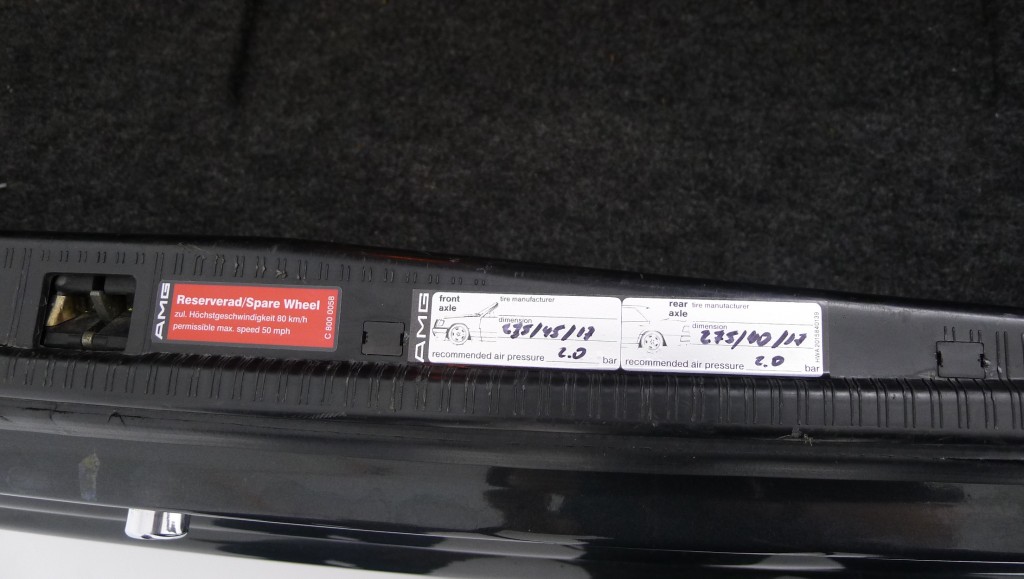 AMG
Reserverad/Spare Wheel
zul. Höchstgeschwindigkeit 80 km/h
permissible max. speed 50 mph
C 800 0058
AMG
front
axle
tire manufacturer
dimension
235/45/17
recommended air pressure
2.0
bar
rear
axle
tire manufacturer
dimension
275/40/17
recommended air pressure
2.0
bar